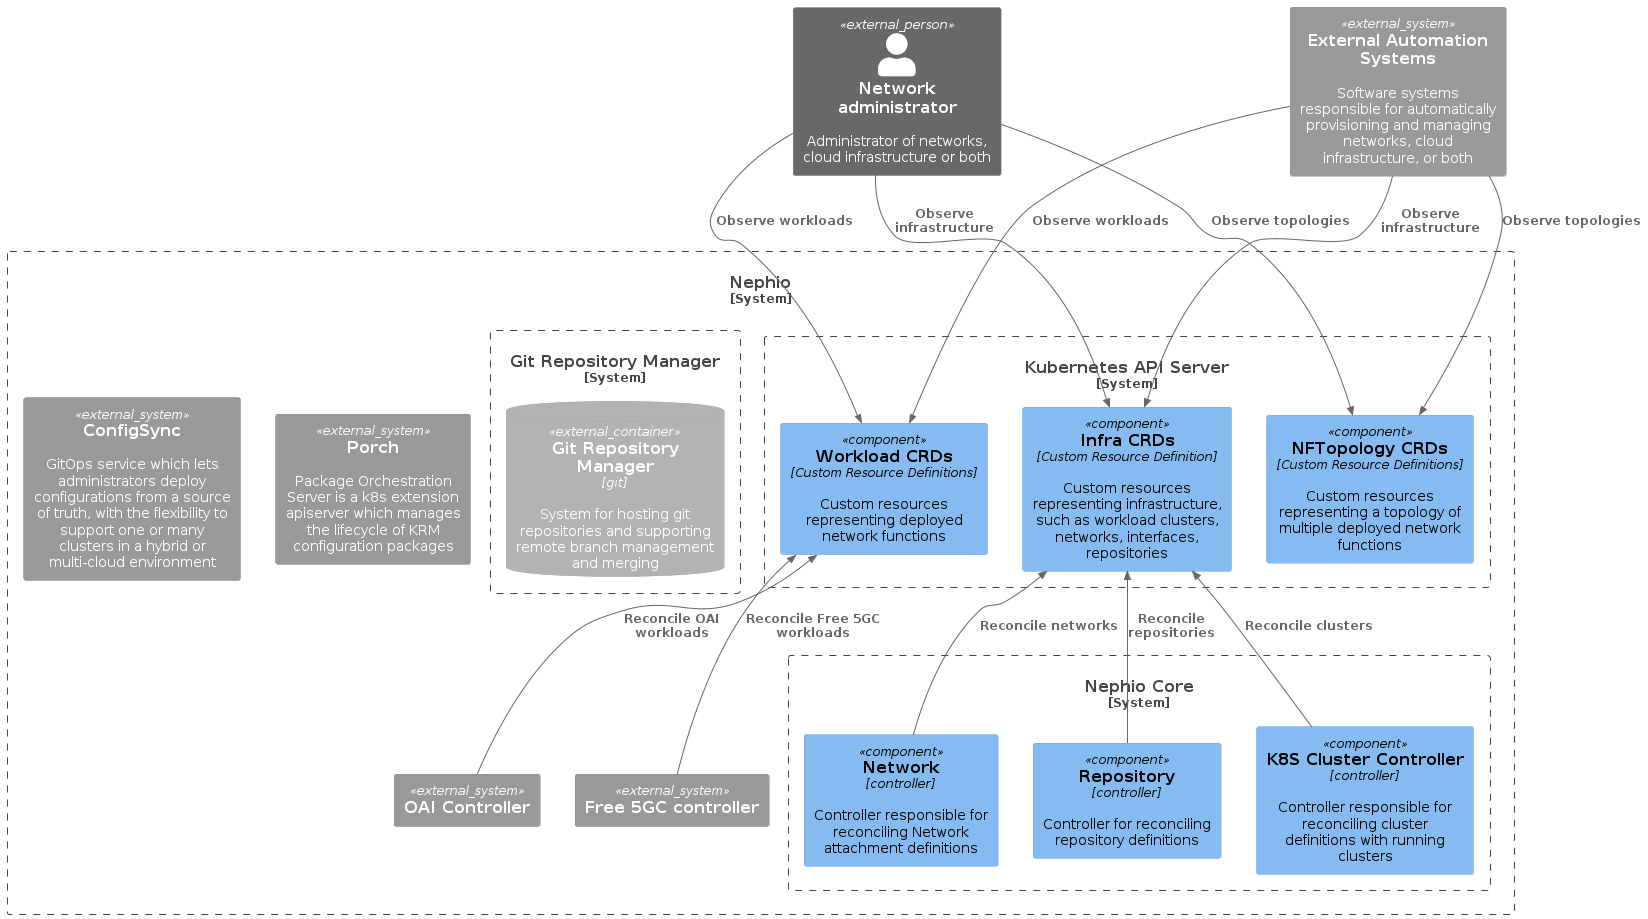 «external_person»
Network
administrator
Administrator of networks,
cloud infrastructure or both
«external_system»
External Automation
Systems
Software systems
responsible for automatically
provisioning and managing
networks, cloud
infrastructure, or both
Observe workloads
Observe
infrastructure
Observe workloads
Observe topologies
Observe
infrastructure
Observe topologies
Nephio
[System]
Git Repository Manager
[System]
Kubernetes API Server
[System]
«external_system»
ConfigSync
GitOps service which lets
administrators deploy
configurations from a source
of truth, with the flexibility to
support one or many
clusters in a hybrid or
multi-cloud environment
«external_system»
Porch
Package Orchestration
Server is a k8s extension
apiserver which manages
the lifecycle of KRM
configuration packages
«external_container»
Git Repository
Manager
[git]
System for hosting git
repositories and supporting
remote branch management
and merging
«component»
Workload CRDs
[Custom Resource Definitions]
Custom resources
representing deployed
network functions
«component»
Infra CRDs
[Custom Resource Definition]
Custom resources
representing infrastructure,
such as workload clusters,
networks, interfaces,
repositories
«component»
NFTopology CRDs
[Custom Resource Definitions]
Custom resources
representing a topology of
multiple deployed network
functions
Reconcile OAI
workloads
Reconcile Free 5GC
workloads
Reconcile networks
Reconcile
repositories
Reconcile clusters
Nephio Core
[System]
«external_system»
OAI Controller
«external_system»
Free 5GC controller
«component»
Network
[controller]
Controller responsible for
reconciling Network
attachment definitions
«component»
Repository
[controller]
Controller for reconciling
repository definitions
«component»
K8S Cluster Controller
[controller]
Controller responsible for
reconciling cluster
definitions with running
clusters